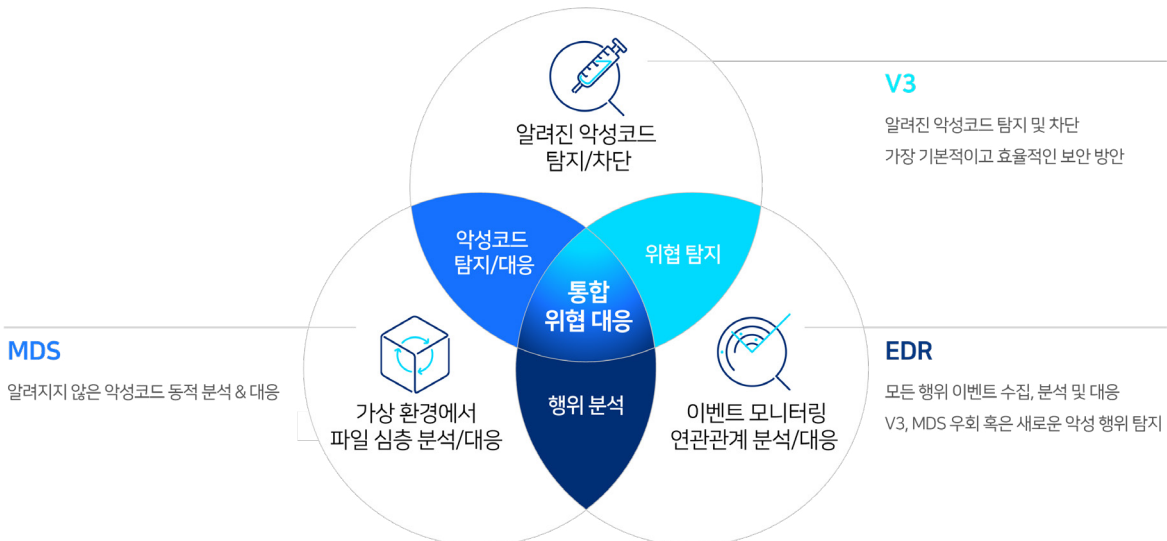 알려진 악성코드
탐지/차단
V3
알려진 악성코드 탐지 및 차단
가장 기본적이고 효율적인 보안 방안
악성코드
탐지/대응
위협 탐지
통합
위협 대응
MDS
알려지지 않은 악성코드 동적 분석 & 대응
가상 환경에서
파일 심층 분석/대응
행위 분석
이벤트 모니터링
연관관계 분석/대응
EDR
모든 행위 이벤트 수집, 분석 및 대응
V3, MDS 우회 혹은 새로운 악성 행위 탐지